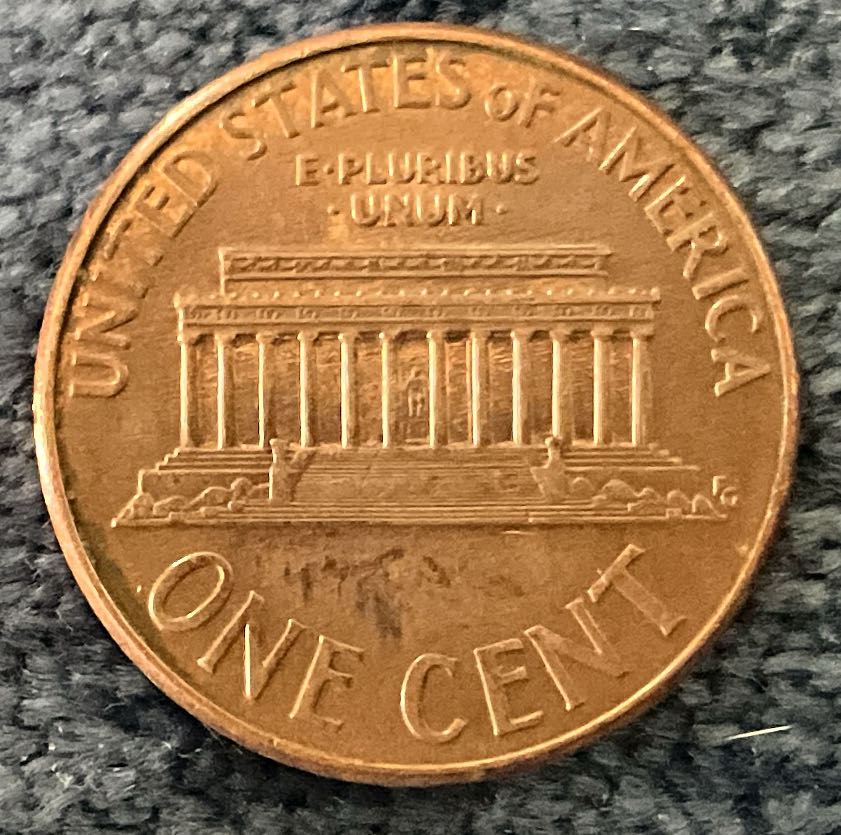 UNITED STATES OF AMERICA
E·PLURIBUS
·UNUM·
FG
ONE CENT